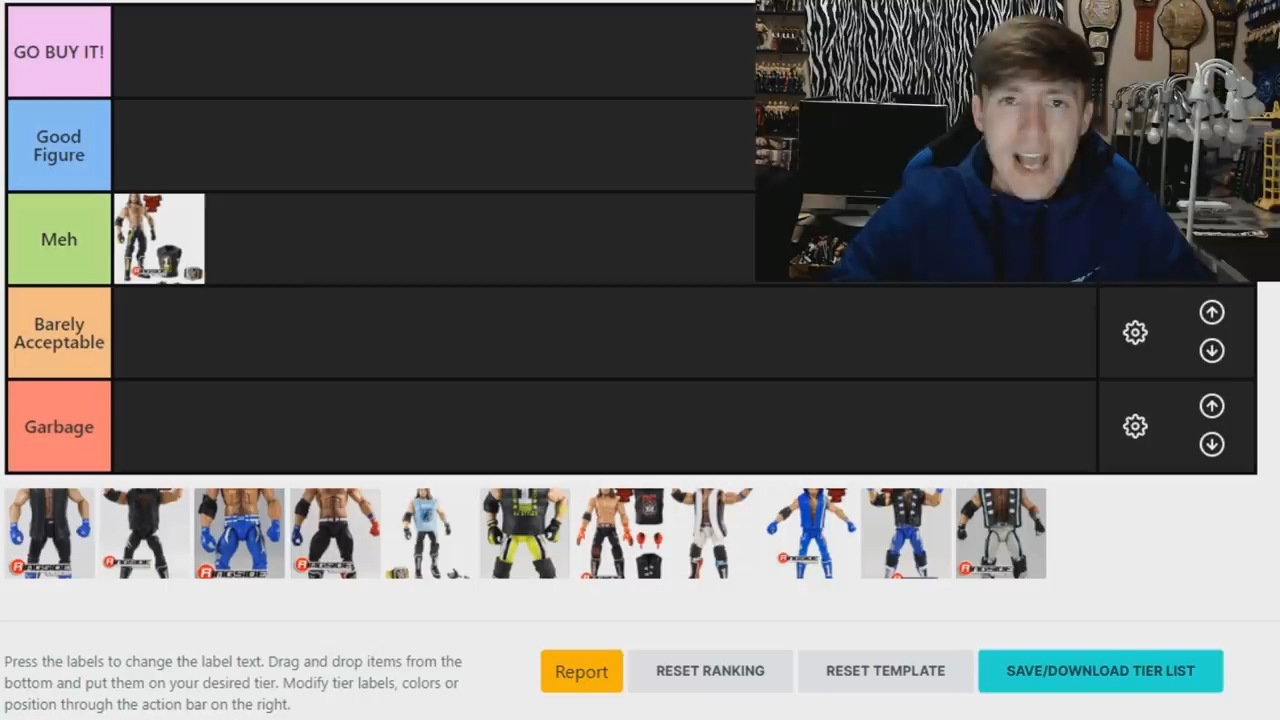 GO BUY IT!
Good
Figure
Meh
Barely
Acceptable
Garbage
Press the labels to change the label text. Drag and drop items from the
bottom and put them on your desired tier. Modify tier labels, colors or
position through the action bar on the right.
Report
RESET RANKING
RESET TEMPLATE
SAVE/DOWNLOAD TIER LIST